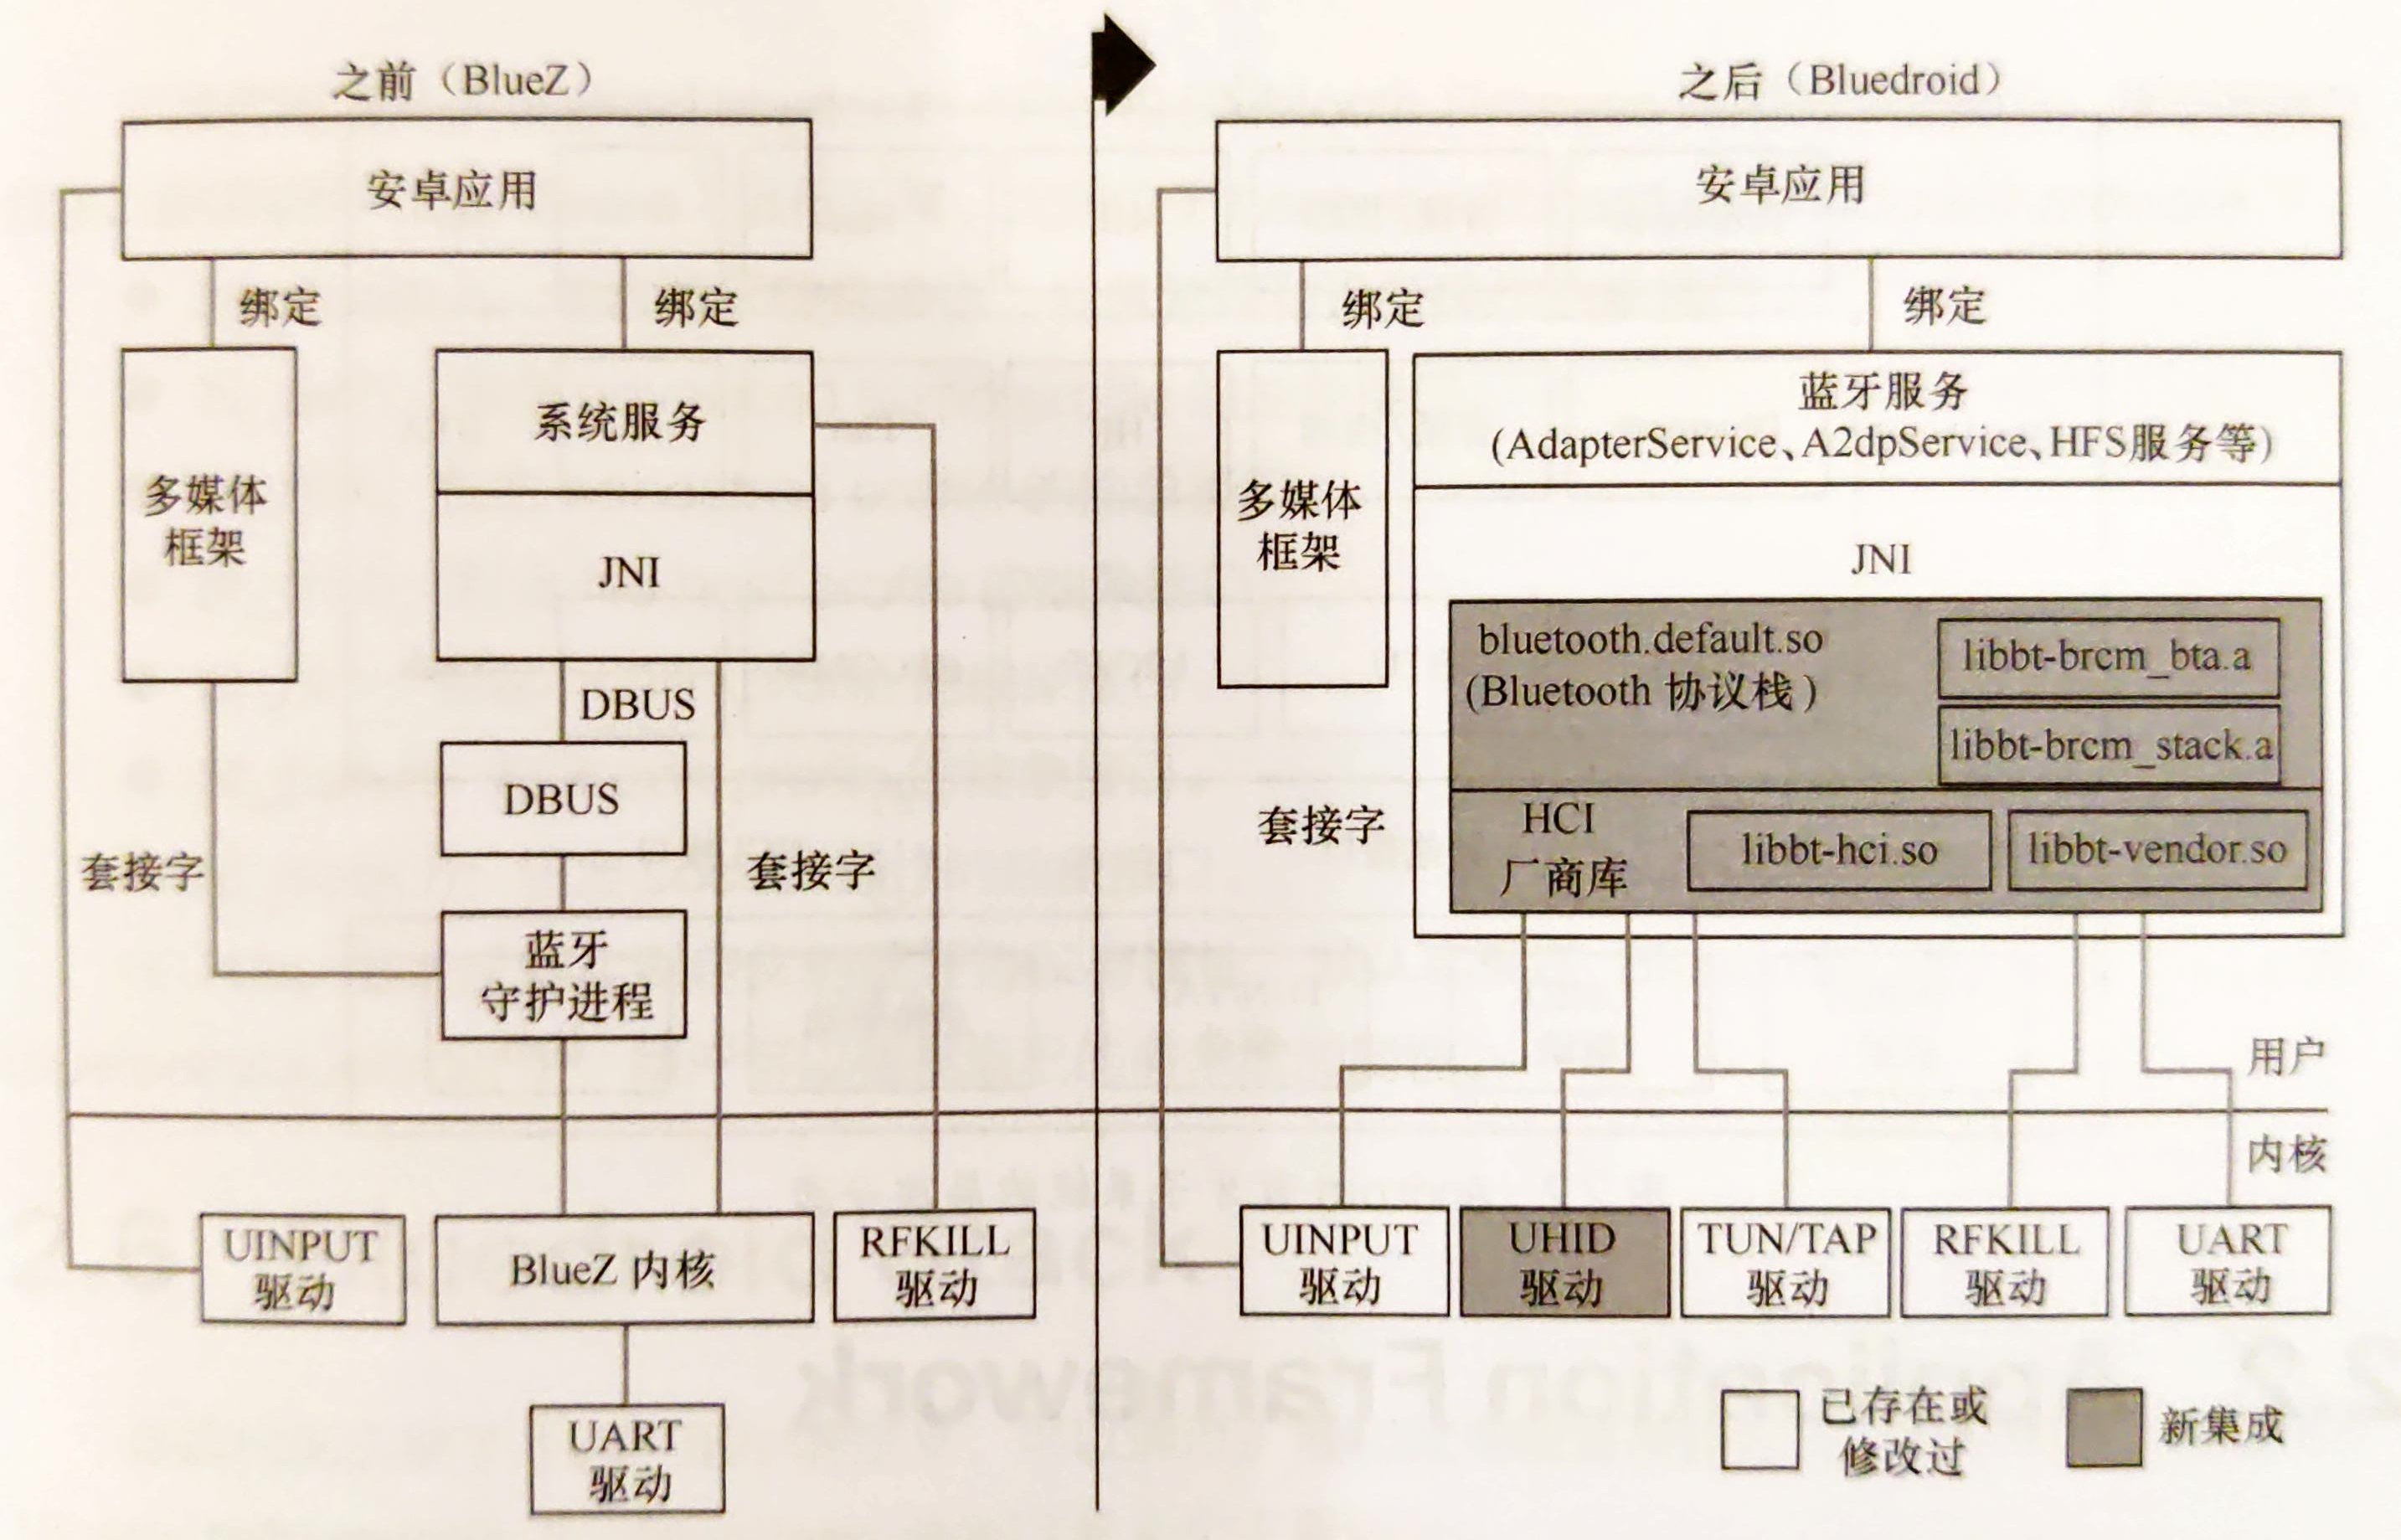 之前（BlueZ）
安卓应用
绑定
绑定
多媒体
框架
系统服务
JNI
DBUS
DBUS
套接字
套接字
蓝牙
守护进程
UINPUT
驱动
BlueZ 内核
RFKILL
驱动
UART
驱动
之后（Bluedroid）
安卓应用
绑定
绑定
多媒体
框架
蓝牙服务
(AdapterService、A2dpService、HFS服务等)
JNI
bluetooth.default.so
(Bluetooth 协议栈)
libbt-brcm_bta.a
libbt-brcm_stack.a
套接字
HCI
厂商库
libbt-hci.so
libbt-vendor.so
用户
内核
UINPUT
驱动
UHID
驱动
TUN/TAP
驱动
RFKILL
驱动
UART
驱动
已存在或
修改过
新集成